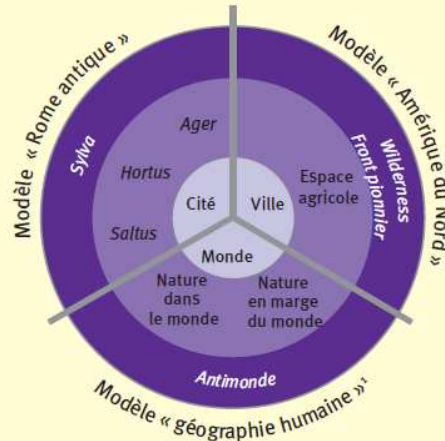 Modèle « Rome antique »
Modèle « Amérique du Nord »
Sylva
Ager
Hortus
Saltus
Cité
Ville
Espace
agricole
Wilderness
Front pionnier
Monde
Nature
dans
le monde
Nature
en marge
du monde
Antimonde
Modèle « géographie humaine »¹